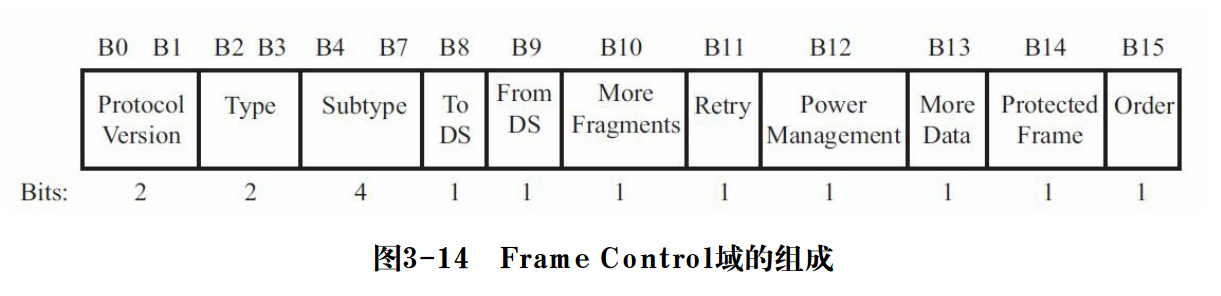 B0 B1 B2 B3 B4 B7 B8 B9 B10 B11 B12 B13 B14 B15
Protocol Version Type Subtype To DS From DS More Fragments Retry Power Management More Data Protected Frame Order
Bits: 2 2 4 1 1 1 1 1 1 1 1
图3-14 Frame Control域的组成